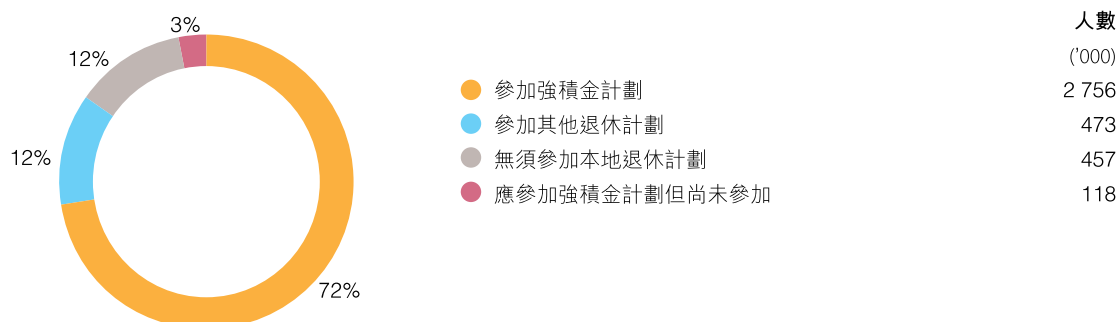 3%
12%
12%
72%
人數
('000)
參加強積金計劃 2 756
參加其他退休計劃 473
無須參加本地退休計劃 457
應參加強積金計劃但尚未參加 118